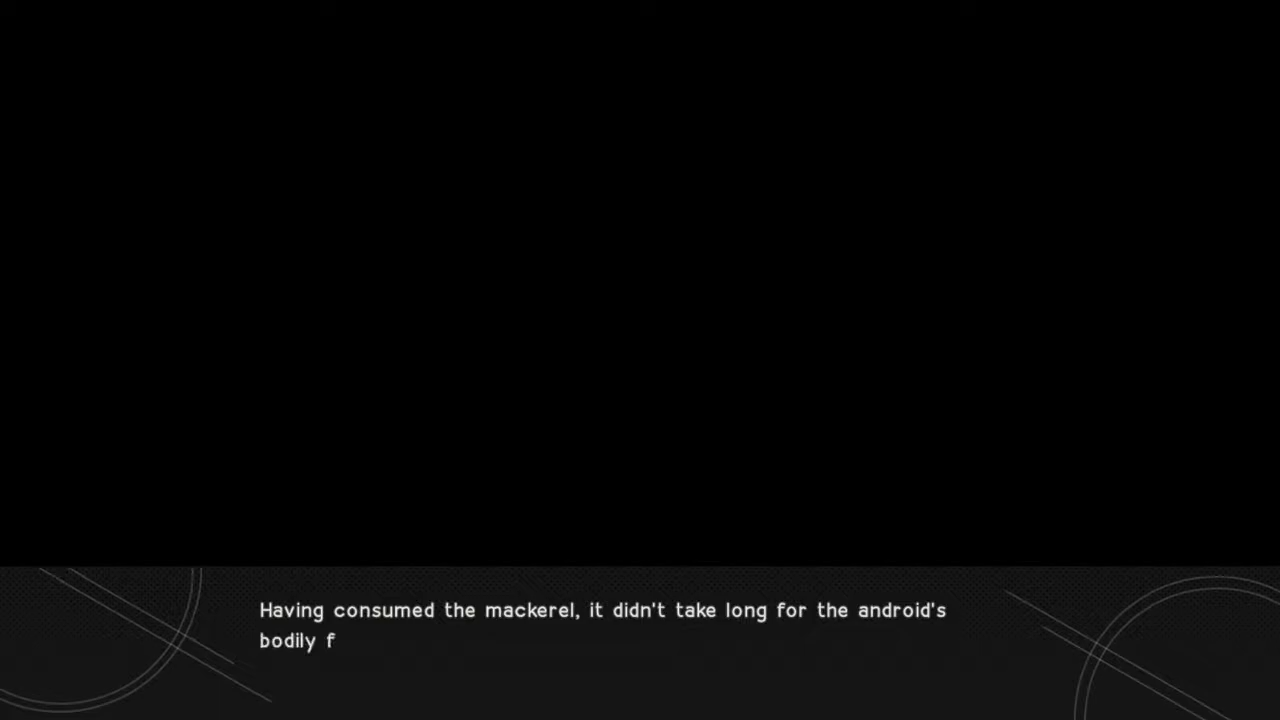 Having consumed the mackerel, it didn't take long for the android's
bodily f